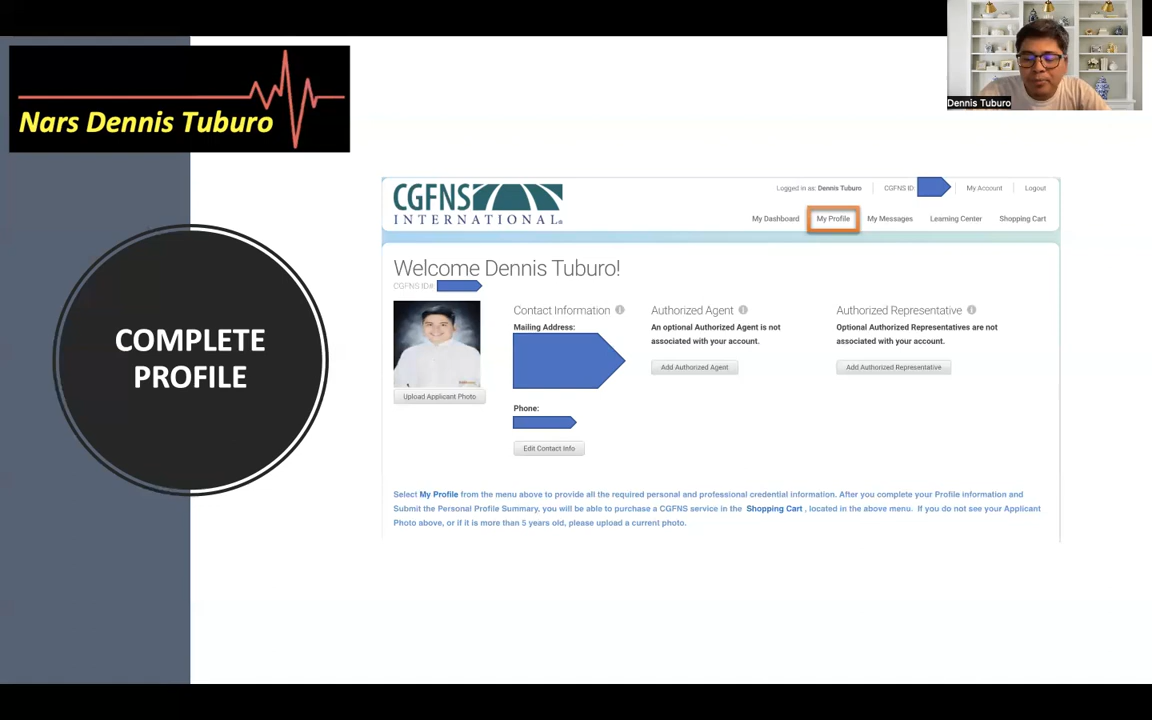 Nars Dennis Tuburo
Dennis Tuburo
COMPLETE
PROFILE
CGFNS
INTERNATIONAL®
Logged in as: Dennis Tuburo
CGFNS ID:
My Account
Logout
My Dashboard
My Profile
My Messages
Learning Center
Shopping Cart
Welcome Dennis Tuburo!
CGFNS ID#
Upload Applicant Photo
Contact Information
Mailing Address:
Phone:
Edit Contact Info
Authorized Agent
An optional Authorized Agent is not
associated with your account.
Add Authorized Agent
Authorized Representative
Optional Authorized Representatives are not
associated with your account.
Add Authorized Representative
Select My Profile from the menu above to provide all the required personal and professional credential information. After you complete your Profile information and
Submit the Personal Profile Summary, you will be able to purchase a CGFNS service in the Shopping Cart , located in the above menu. If you do not see your Applicant
Photo above, or if it is more than 5 years old, please upload a current photo.